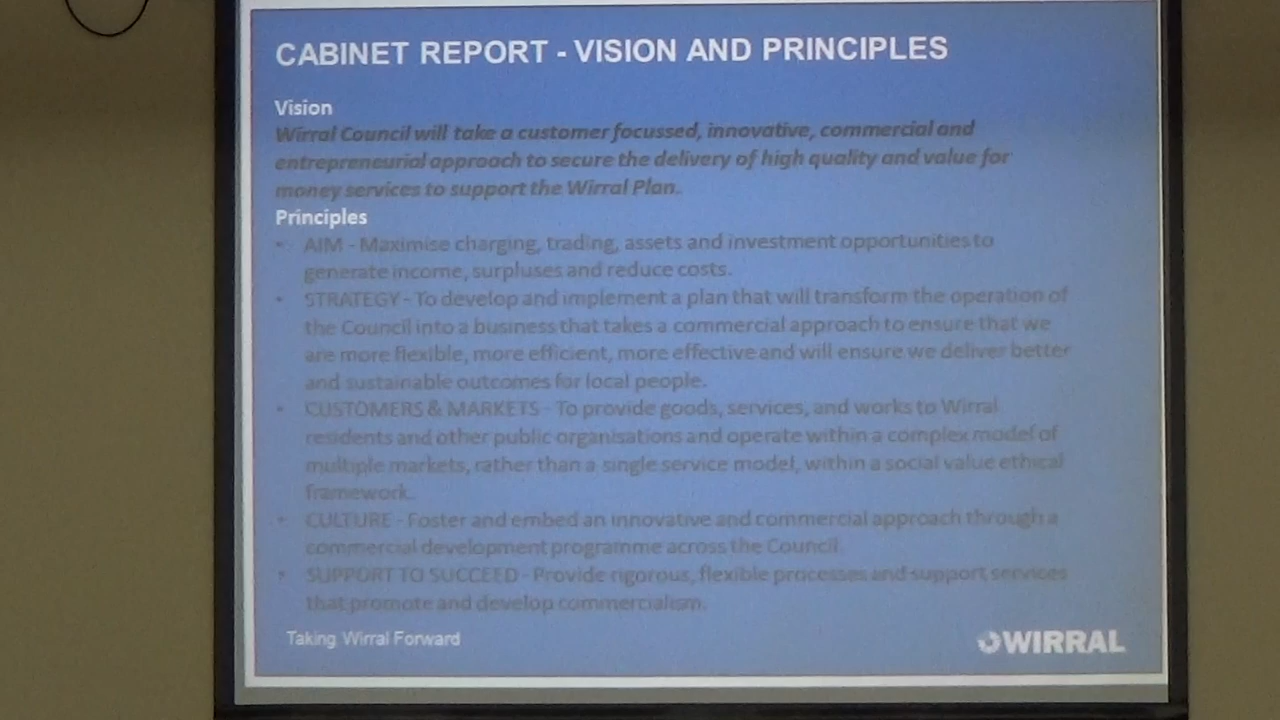 CABINET REPORT - VISION AND PRINCIPLES
Vision
Wirral Council will take a customer focussed, innovative, commercial and
entrepreneurial approach to secure the delivery of high quality and value for
money services to support the Wirral Plan.
Principles
• AIM - Maximise charging, trading, assets and investment opportunities to
generate income, surpluses and reduce costs.
• STRATEGY - To develop and implement a plan that will transform the operation of
the Council into a business that takes a commercial approach to ensure that we
are more flexible, more efficient, more effective and will ensure we deliver better
and sustainable outcomes for local people.
• CUSTOMERS & MARKETS - To provide goods, services, and works to Wirral
residents and other public organisations and operate within a complex model of
multiple markets, rather than a single service model, within a social value ethical
framework.
• CULTURE - Foster and embed an innovative and commercial approach through a
commercial development programme across the Council.
• SUPPORT TO SUCCEED - Provide rigorous, flexible processes and support services
that promote and develop commercialism.
Taking Wirral Forward
WIRRAL